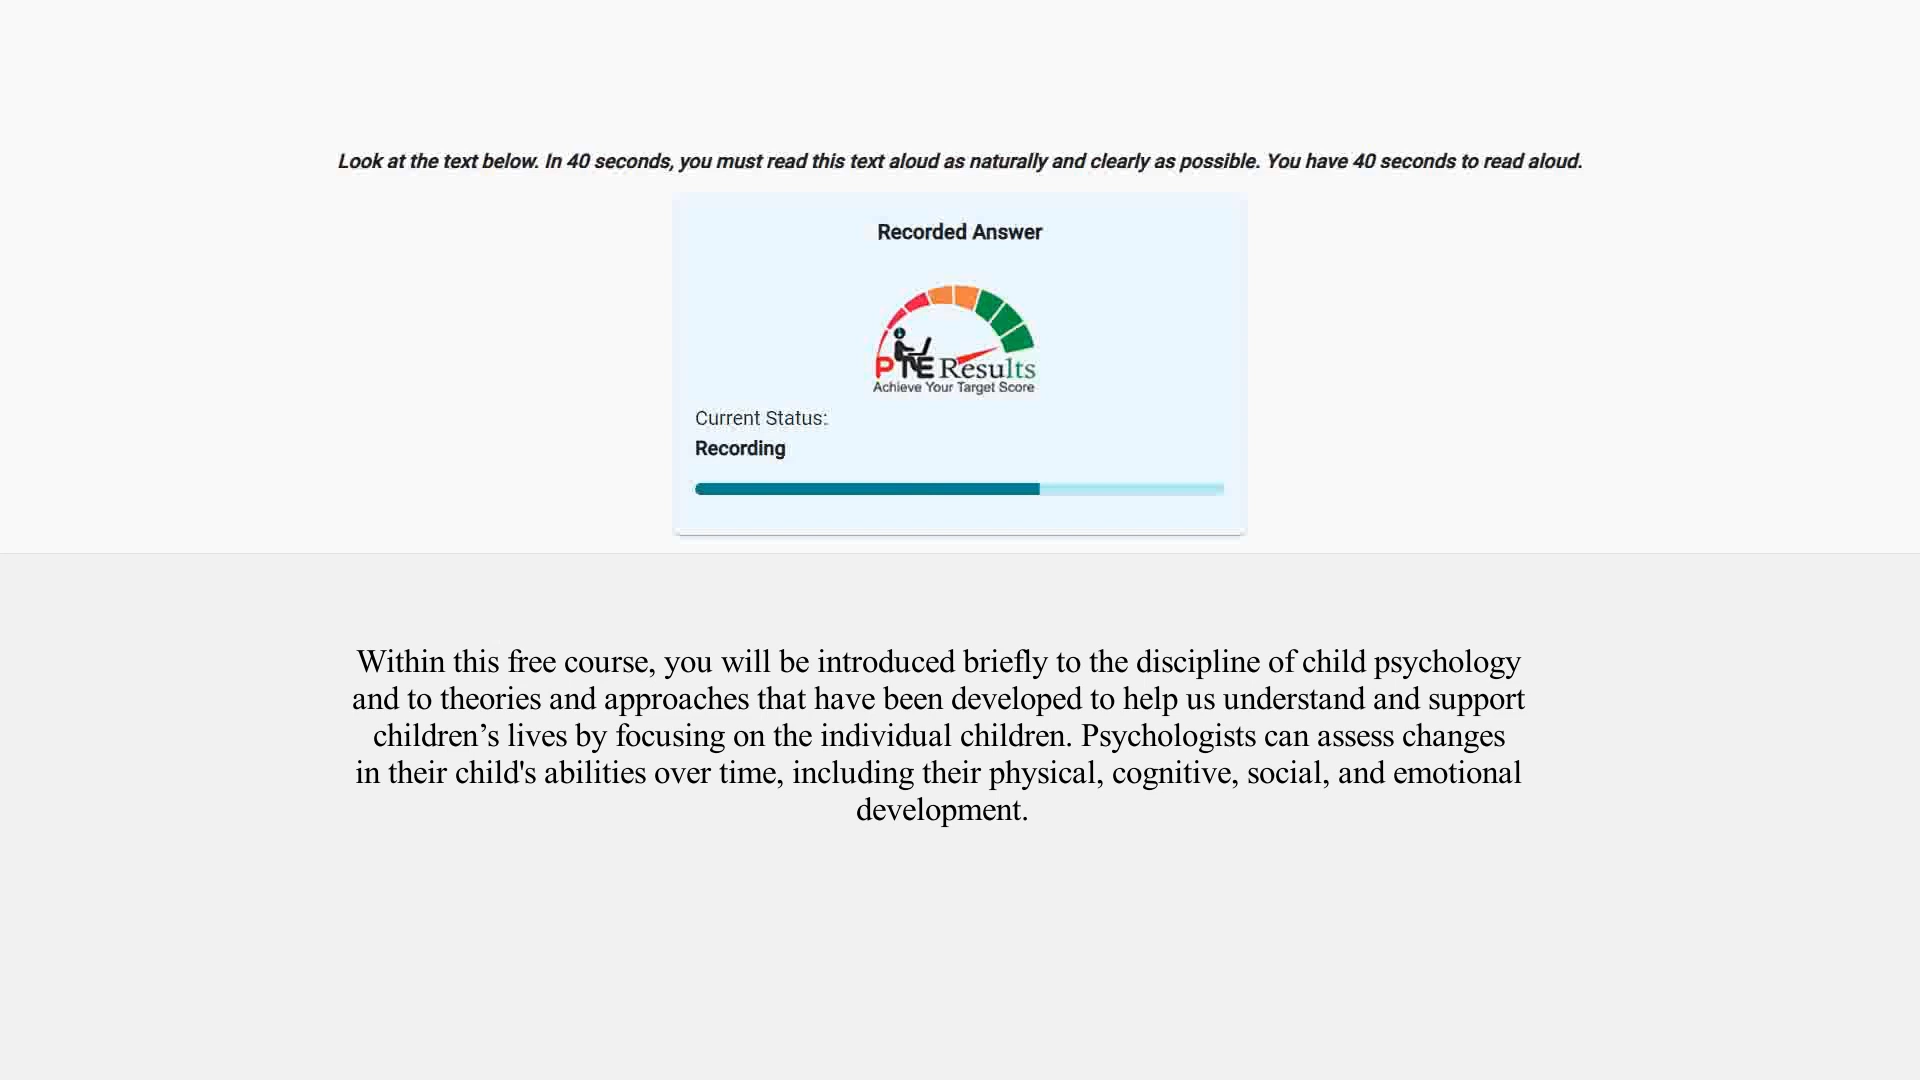 Look at the text below. In 40 seconds, you must read this text aloud as naturally and clearly as possible. You have 40 seconds to read aloud.
Recorded Answer
PTE Results
Achieve Your Target Score
Current Status:
Recording
Within this free course, you will be introduced briefly to the discipline of child psychology
and to theories and approaches that have been developed to help us understand and support
children’s lives by focusing on the individual children. Psychologists can assess changes
in their child's abilities over time, including their physical, cognitive, social, and emotional
development.